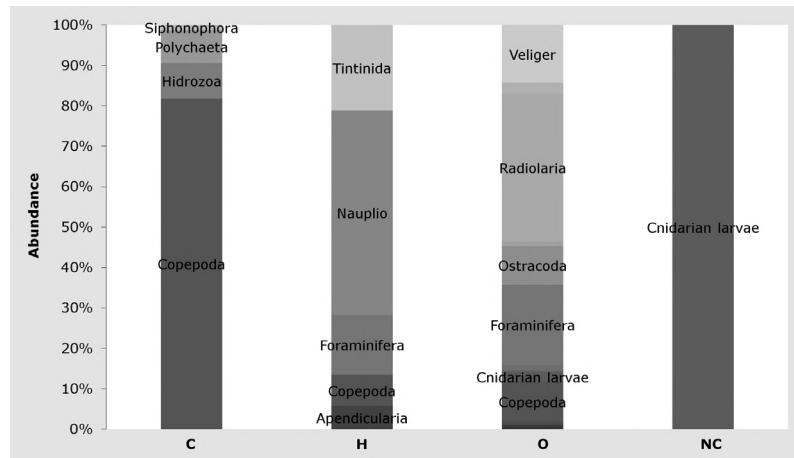 100%
90%
80%
70%
60%
50%
40%
30%
20%
10%
0%
Abundance
Siphonophora
Polychaeta
Hidrozoa
Copepoda
Tintinida
Nauplio
Foraminifera
Copepoda
Apendicularia
Veliger
Radiolaria
Ostracoda
Foraminifera
Cnidarian larvae
Copepoda
Cnidarian larvae
C H O NC